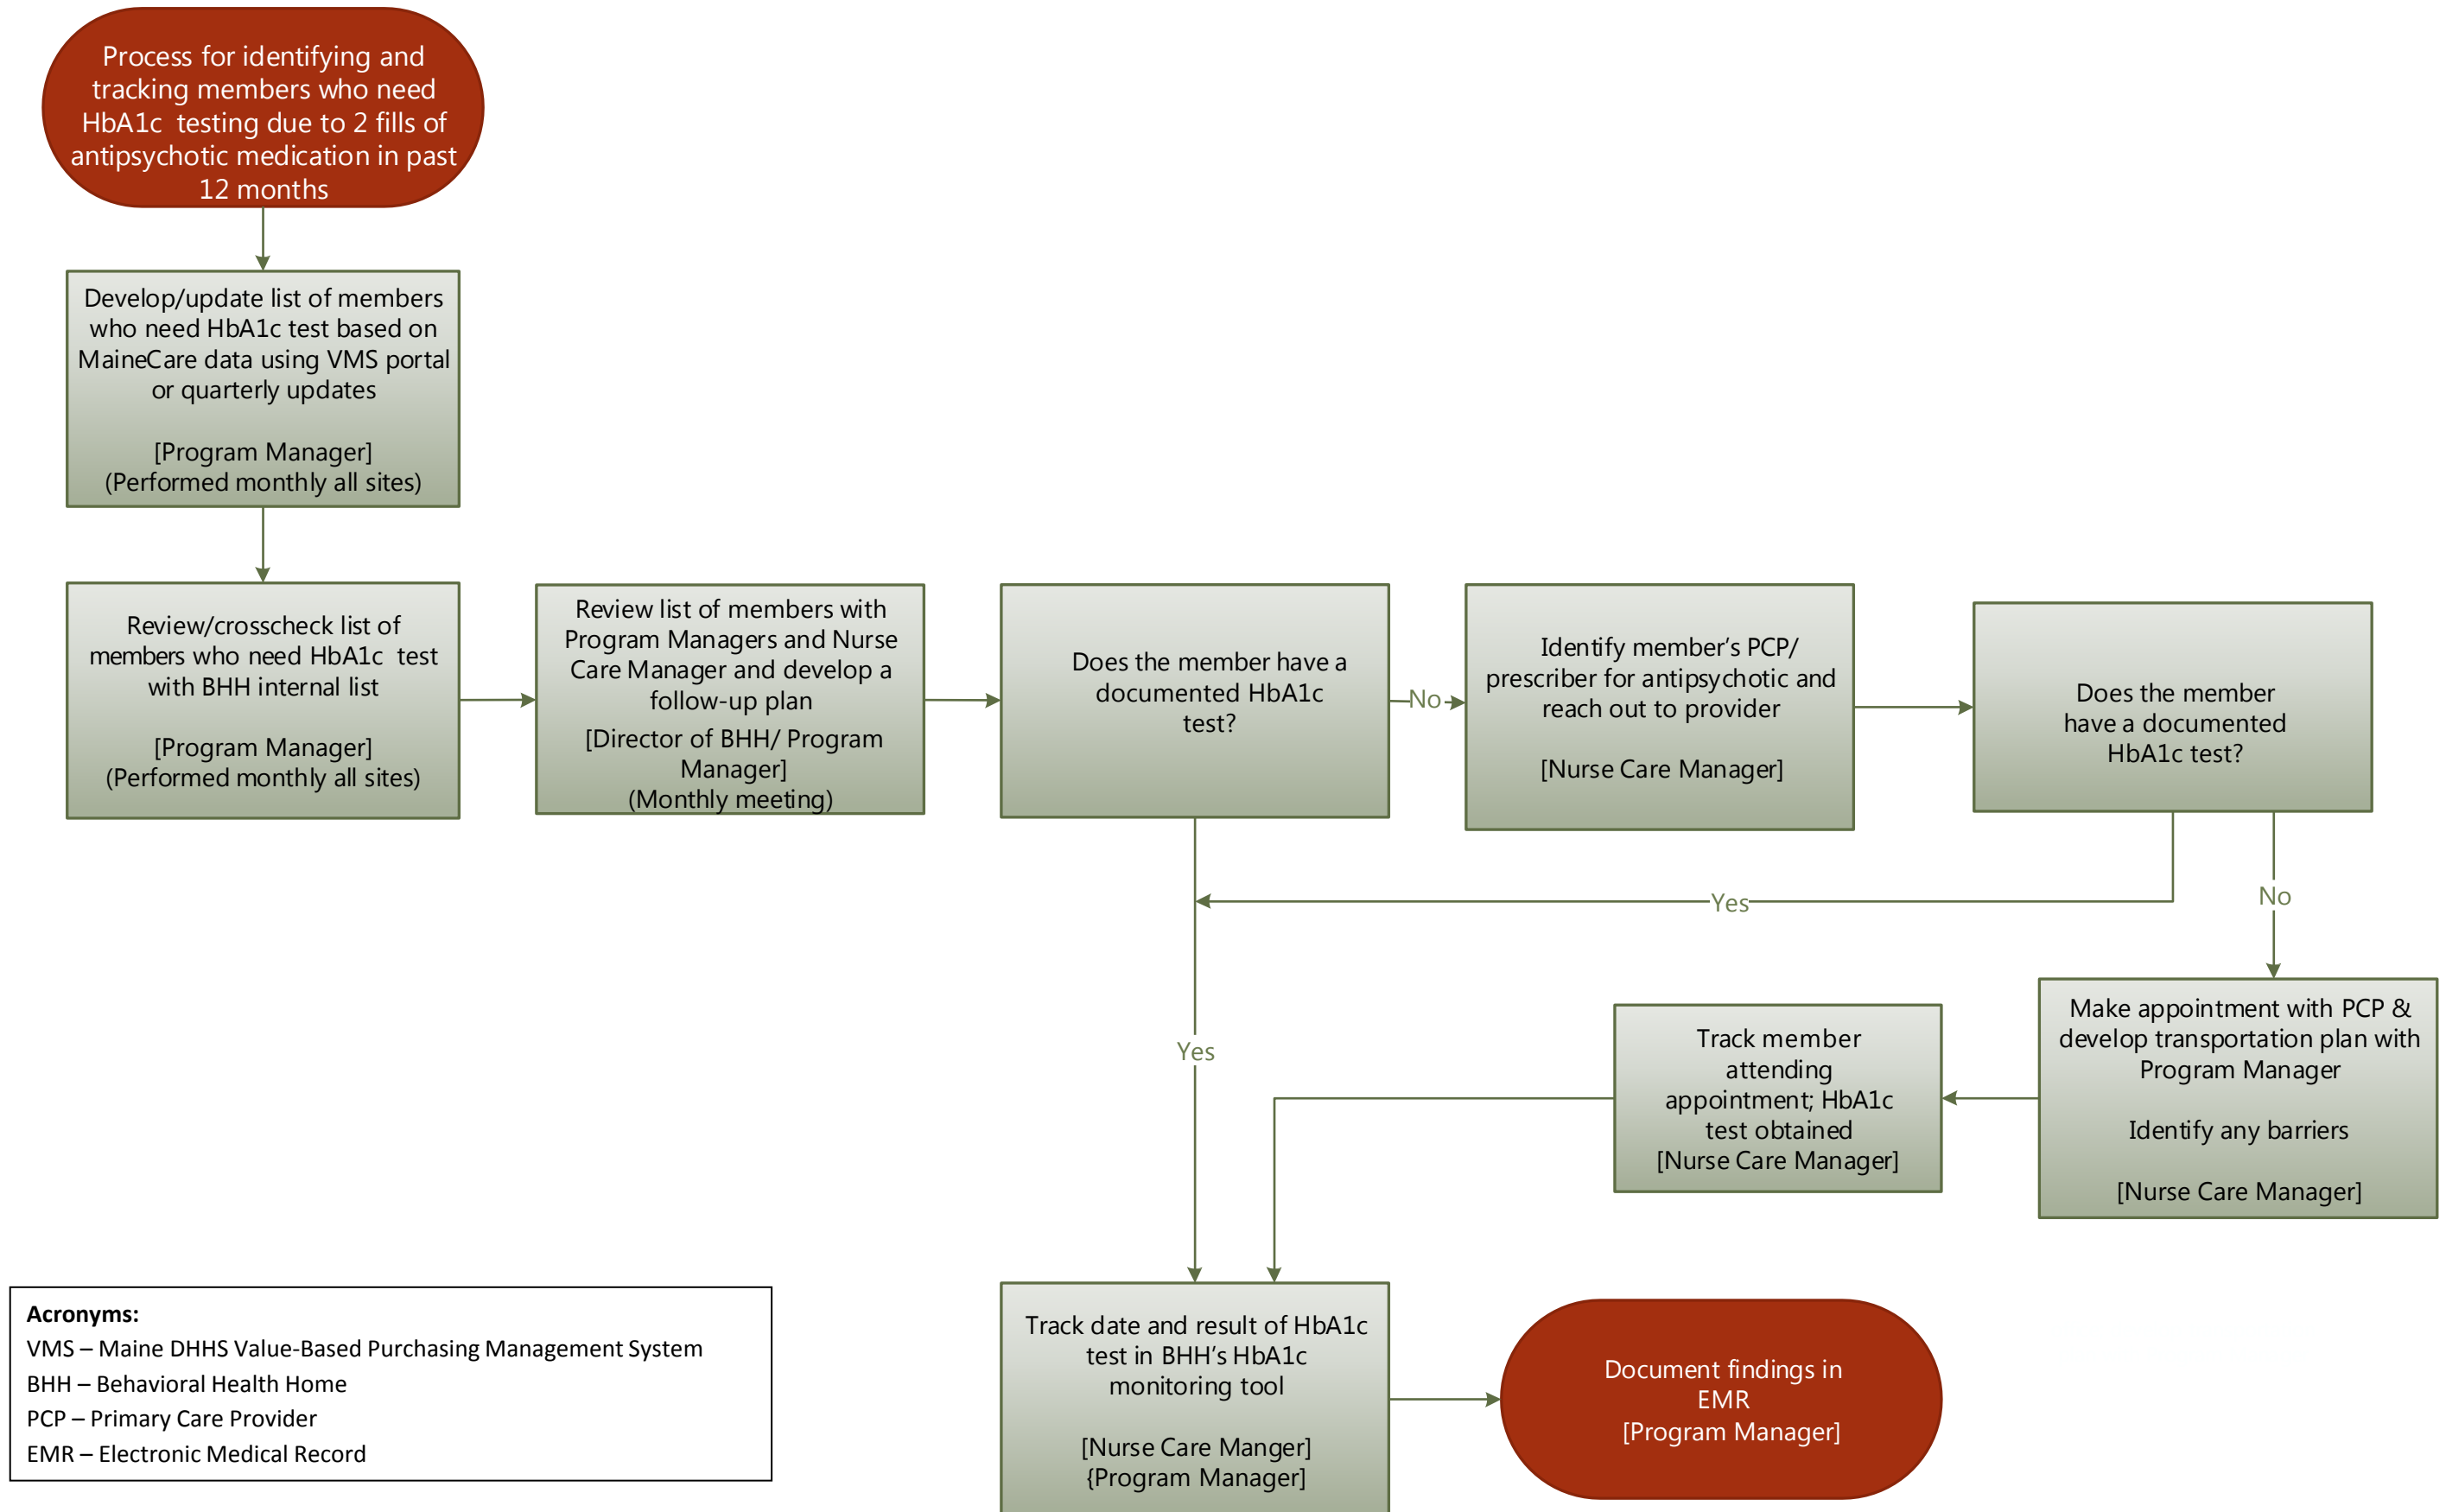 Process for identifying and
tracking members who need
HbA1c testing due to 2 fills of
antipsychotic medication in past
12 months
Develop/update list of members
who need HbA1c test based on
MaineCare data using VMS portal
or quarterly updates
[Program Manager]
(Performed monthly all sites)
Review/crosscheck list of
members who need HbA1c test
with BHH internal list
[Program Manager]
(Performed monthly all sites)
Review list of members with
Program Managers and Nurse
Care Manager and develop a
follow-up plan
[Director of BHH/ Program
Manager]
(Monthly meeting)
Does the member have a
documented HbA1c
test?
No
Identify member’s PCP/
prescriber for antipsychotic and
reach out to provider
[Nurse Care Manager]
Does the member
have a documented
HbA1c test?
Yes
No
Yes
Make appointment with PCP &
develop transportation plan with
Program Manager
Identify any barriers
[Nurse Care Manager]
Track member
attending
appointment; HbA1c
test obtained
[Nurse Care Manager]
Track date and result of HbA1c
test in BHH’s HbA1c
monitoring tool
[Nurse Care Manger]
{Program Manager]
Document findings in
EMR
[Program Manager]
Acronyms:
VMS – Maine DHHS Value-Based Purchasing Management System
BHH – Behavioral Health Home
PCP – Primary Care Provider
EMR – Electronic Medical Record